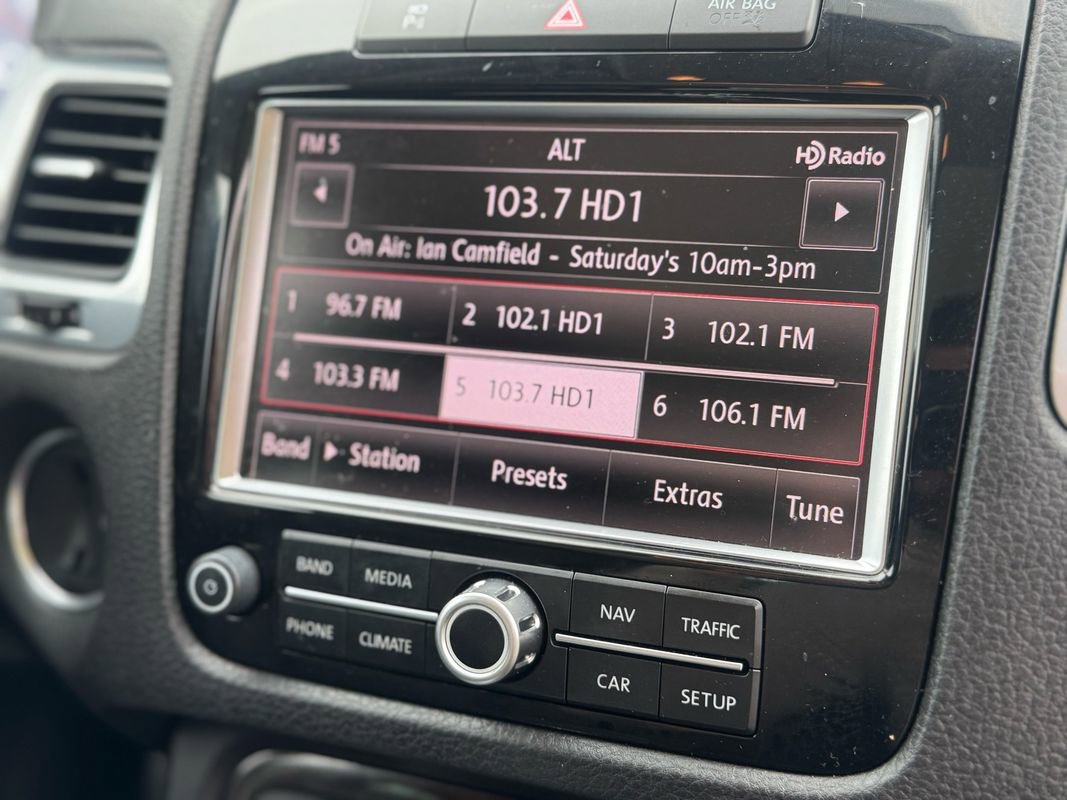 AIR BAG
OFF
FM 5
ALT
HD Radio
103.7 HD1
On Air: Ian Camfield - Saturday's 10am-3pm
1 96.7 FM
2 102.1 HD1
3 102.1 FM
4 103.3 FM
5 103.7 HD1
6 106.1 FM
Band
Station
Presets
Extras
Tune
BAND
MEDIA
NAV
TRAFFIC
PHONE
CLIMATE
CAR
SETUP